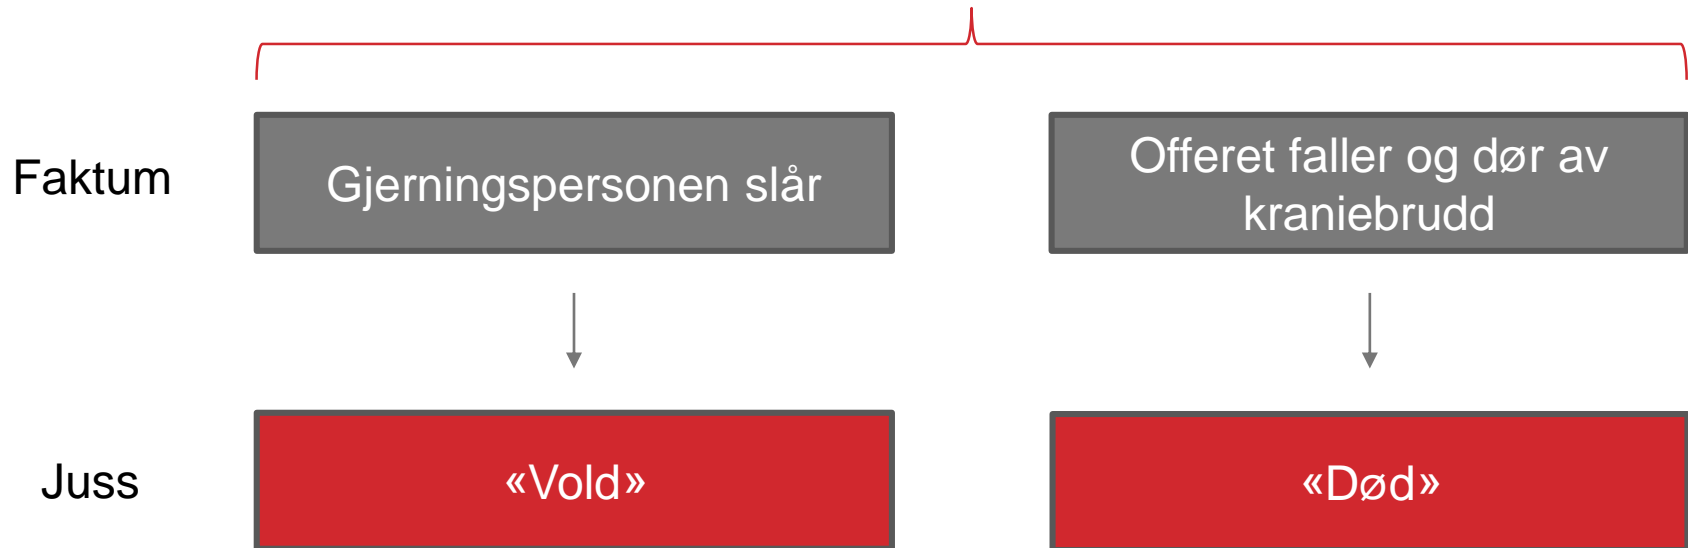 Faktum
Gjerningspersonen slår
Offeret faller og dør av
kraniebrudd
Juss
«Vold»
«Død»